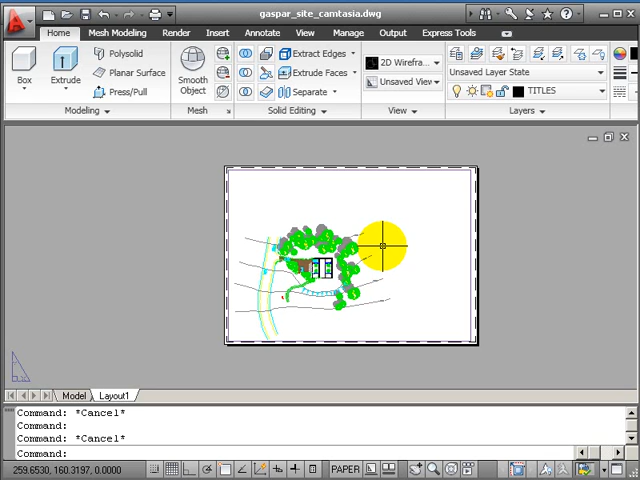 gaspar_site_camtasia.dwg
Home Mesh Modeling Render Insert Annotate View Manage Output Express Tools
Box
Extrude
Polysolid
Planar Surface
Press/Pull
Smooth
Object
Extract Edges
Extrude Faces
Separate
2D Wirefra...
Unsaved View
Unsaved Layer State
TITLES
Modeling
Mesh
Solid Editing
View
Layers
Model Layout1
Command: *Cancel*
Command:
Command: *Cancel*
Command:
259.6530, 160.3197, 0.0000
PAPER